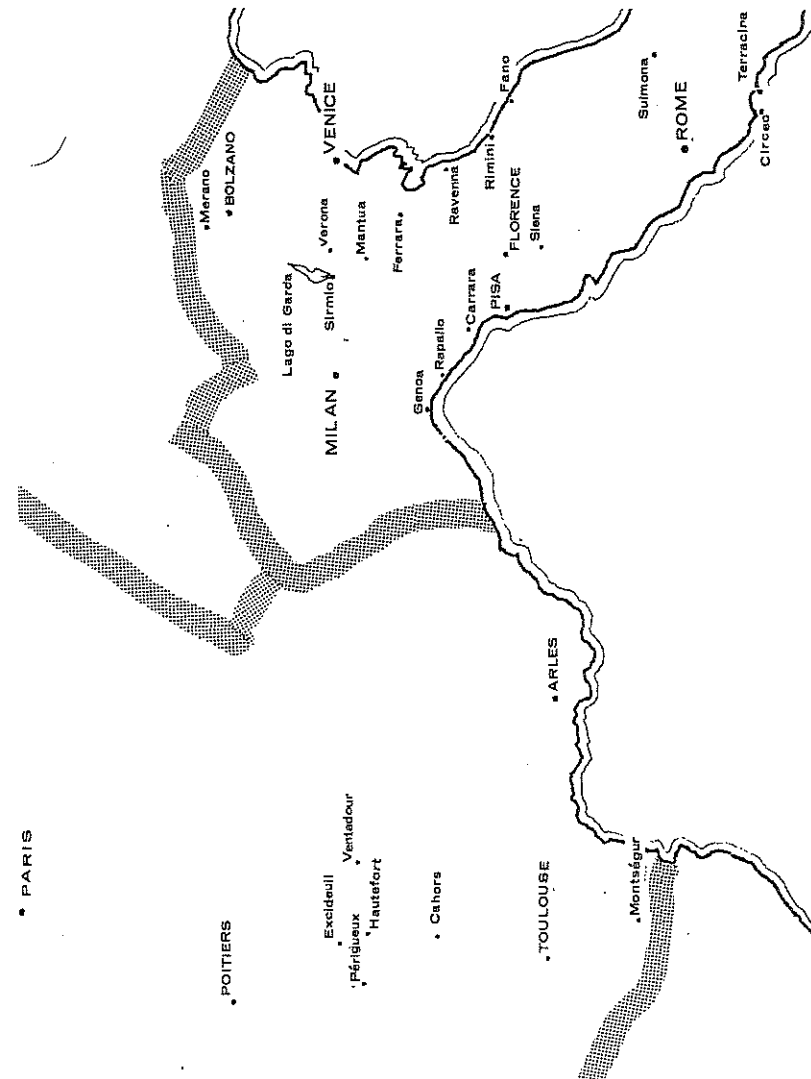 PARIS
POITIERS
Excideuil
Périgueux
Ventadour
Hautefort
Cahors
TOULOUSE
Montségur
ARLES
Merano
BOLZANO
Lago di Garda
Sirmio
MILAN
Verona
VENICE
Mantua
Ferrara
Genoa
Rapallo
Carrara
PISA
Ravenna
Rimini
Fano
FLORENCE
Siena
Sulmona
ROME
Circeo
Terracina